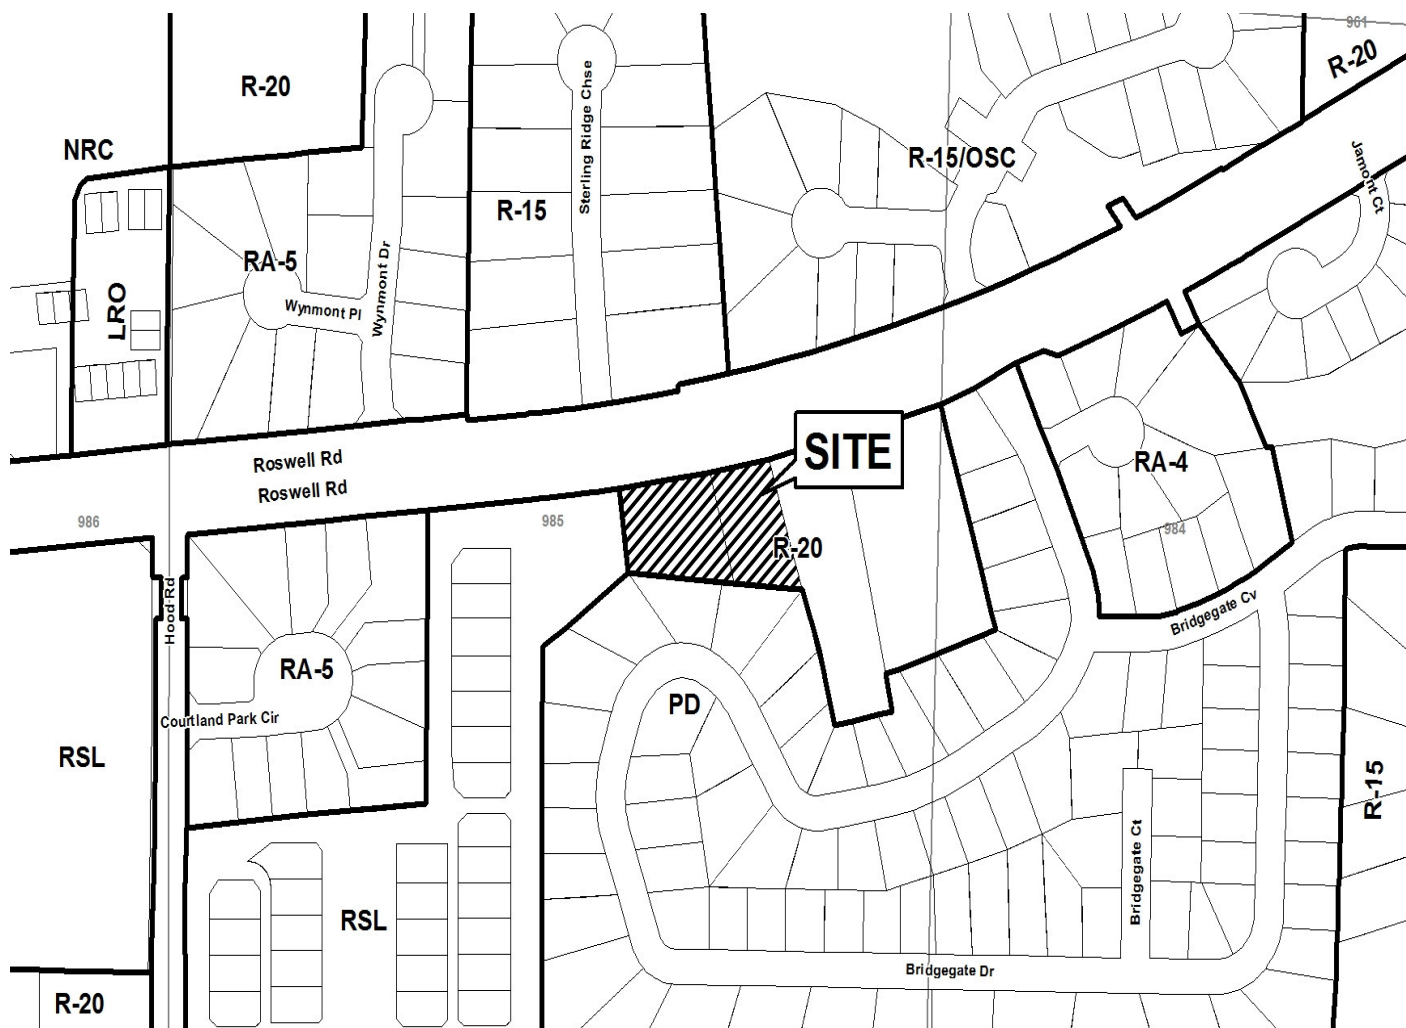 961
R-20
R-20
NRC
R-15/OSC
Sterling Ridge Chse
Jamont Ct
R-15
RA-5
Wynmont Dr
Wynmont Pl
LRO
SITE
Roswell Rd
Roswell Rd
RA-4
986
985
984
R-20
Hood Rd
Bridgegate Cv
RA-5
PD
Courtland Park Cir
RSL
R-15
Bridgegate Ct
RSL
Bridgegate Dr
R-20